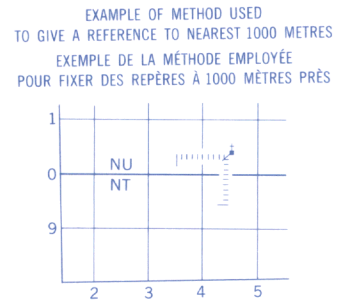 EXAMPLE OF METHOD USED
TO GIVE A REFERENCE TO NEAREST 1000 METRES
EXEMPLE DE LA MÉTHODE EMPLOYÉE
POUR FIXER DES REPÈRES À 1000 MÈTRES PRÈS
1
NU
0
NT
9
2 3 4 5